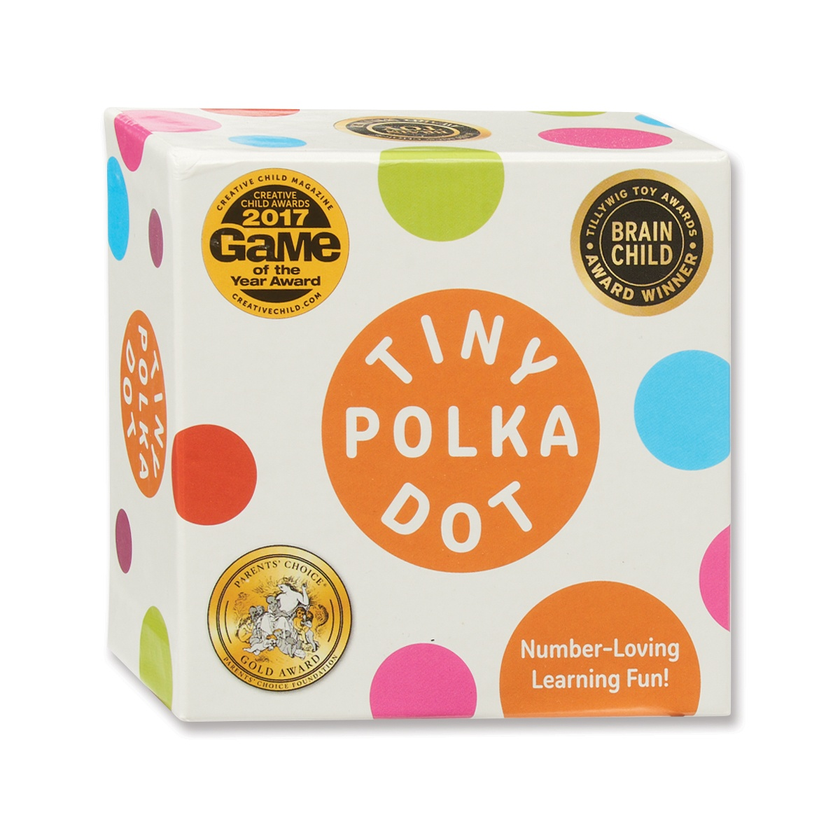 CREATIVE CHILD MAGAZINE
CREATIVE
CHILD AWARDS
2017
GaMe
of the
Year Award
CREATIVECHILD.COM
TILLYWIG TOY AWARDS
BRAIN
CHILD
AWARD WINNER
TINY
POLKA
DOT
TINY
POLKA
DOT
PARENTS' CHOICE®
GOLD AWARD
PARENTS' CHOICE FOUNDATION
Number-Loving
Learning Fun!